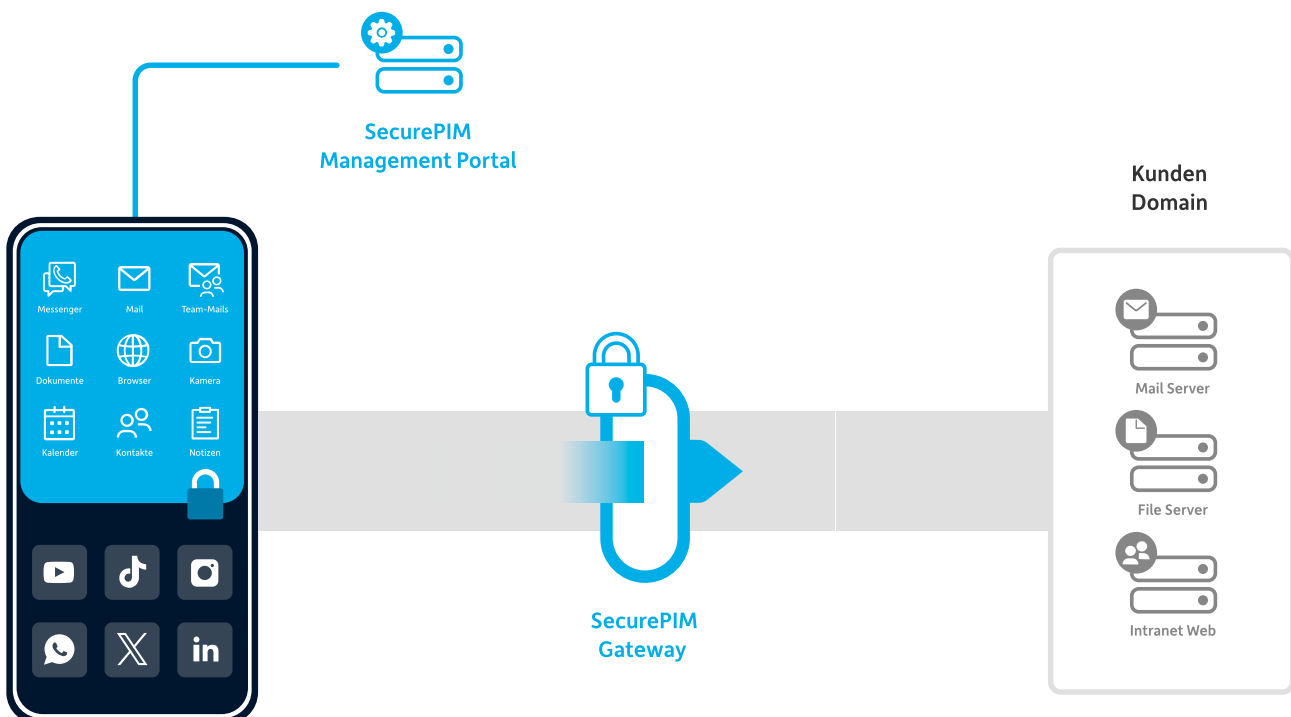 SecurePIM
Management Portal
Kunden
Domain
Messenger
Mail
Team-Mails
Dokumente
Browser
Kamera
Kalender
Kontakte
Notizen
in
SecurePIM
Gateway
Mail Server
File Server
Intranet Web